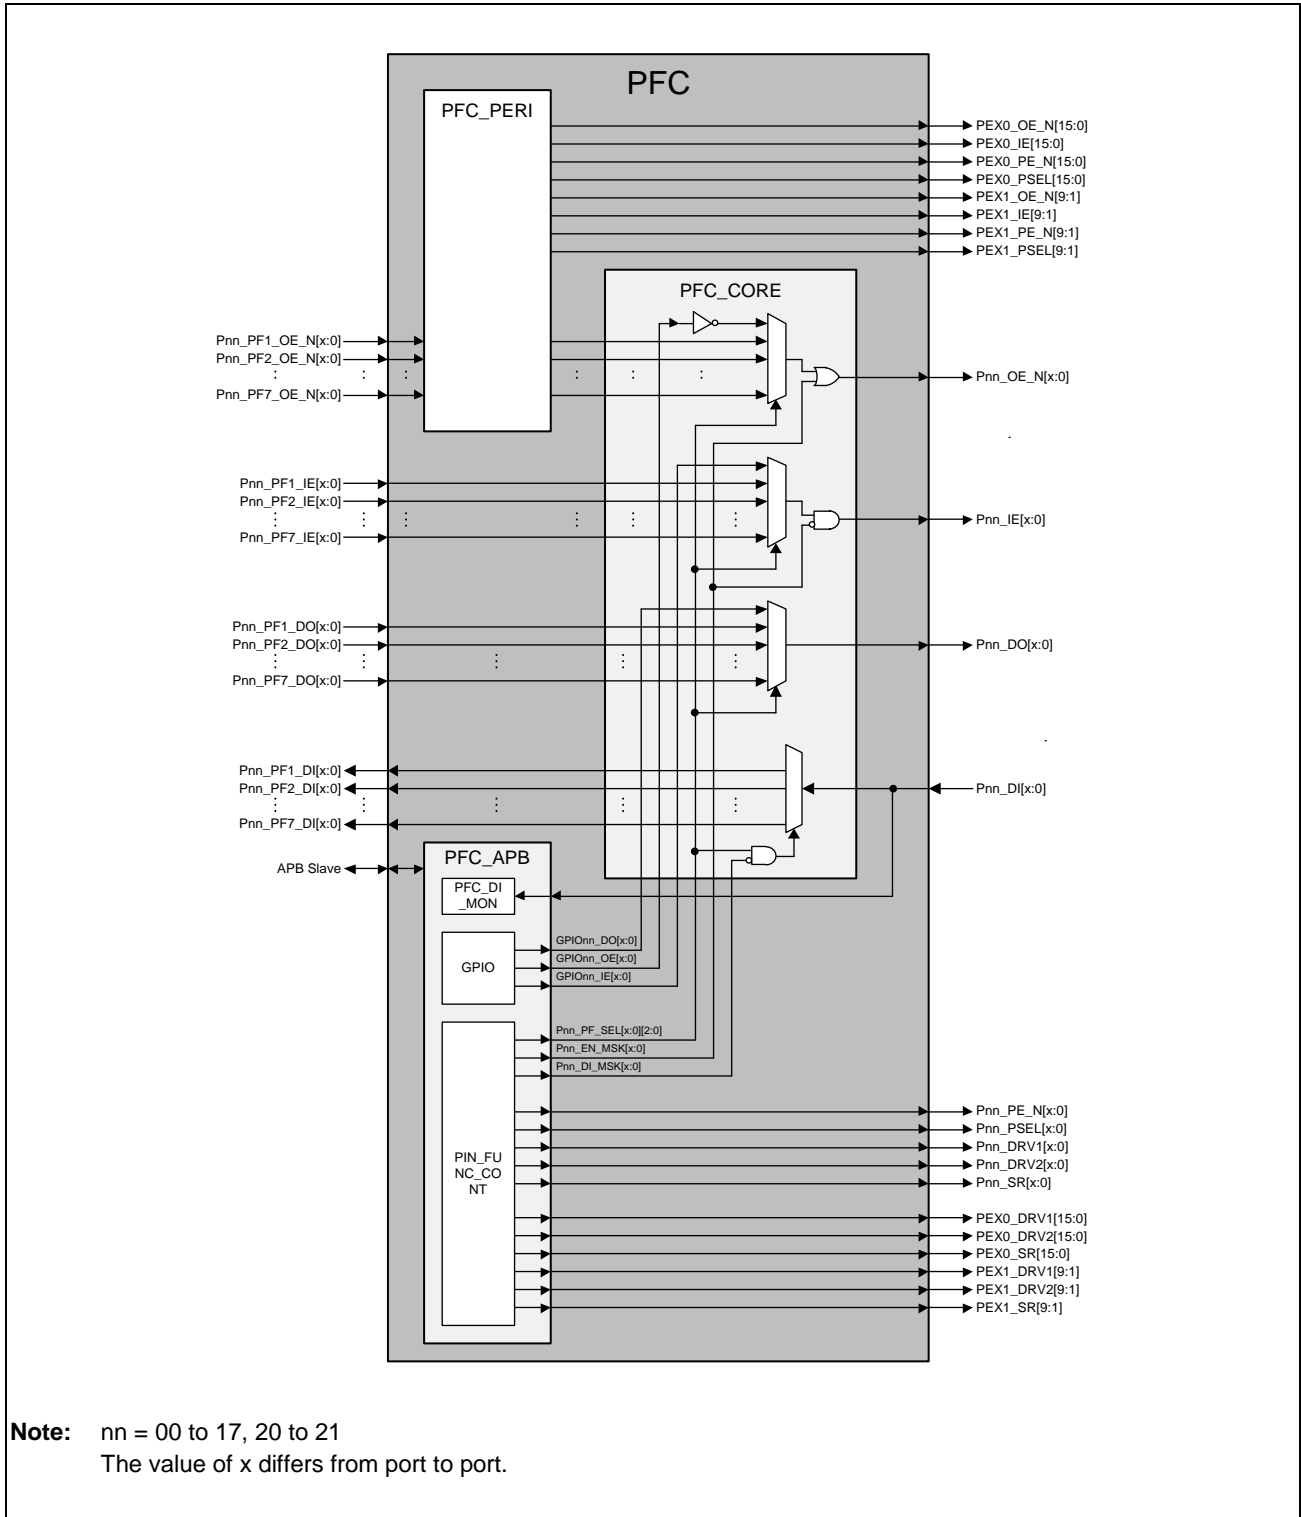 PFC
PFC_PERI
PEX0_OE_N[15:0]
PEX0_IE[15:0]
PEX0_PE_N[15:0]
PEX0_PSEL[15:0]
PEX1_OE_N[9:1]
PEX1_IE[9:1]
PEX1_PE_N[9:1]
PEX1_PSEL[9:1]
PFC_CORE
Pnn_PF1_OE_N[x:0]
Pnn_PF2_OE_N[x:0]
Pnn_PF7_OE_N[x:0]
Pnn_OE_N[x:0]
Pnn_PF1_IE[x:0]
Pnn_PF2_IE[x:0]
Pnn_PF7_IE[x:0]
Pnn_IE[x:0]
Pnn_PF1_DO[x:0]
Pnn_PF2_DO[x:0]
Pnn_PF7_DO[x:0]
Pnn_DO[x:0]
Pnn_PF1_DI[x:0]
Pnn_PF2_DI[x:0]
Pnn_PF7_DI[x:0]
Pnn_DI[x:0]
APB Slave
PFC_APB
PFC_DI
_MON
GPIO
GPIOnn_DO[x:0]
GPIOnn_OE[x:0]
GPIOnn_IE[x:0]
Pnn_PF_SEL[x:0][2:0]
Pnn_EN_MSK[x:0]
Pnn_DI_MSK[x:0]
PIN_FU
NC_CO
NT
Pnn_PE_N[x:0]
Pnn_PSEL[x:0]
Pnn_DRV1[x:0]
Pnn_DRV2[x:0]
Pnn_SR[x:0]
PEX0_DRV1[15:0]
PEX0_DRV2[15:0]
PEX0_SR[15:0]
PEX1_DRV1[9:1]
PEX1_DRV2[9:1]
PEX1_SR[9:1]
Note: nn = 00 to 17, 20 to 21
The value of x differs from port to port.